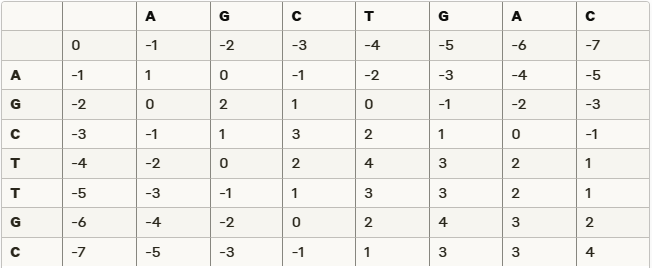 A G C T G A C
0 -1 -2 -3 -4 -5 -6 -7
A -1 1 0 -1 -2 -3 -4 -5
G -2 0 2 1 0 -1 -2 -3
C -3 -1 1 3 2 1 0 -1
T -4 -2 0 2 4 3 2 1
T -5 -3 -1 1 3 3 2 1
G -6 -4 -2 0 2 4 3 2
C -7 -5 -3 -1 1 3 3 4